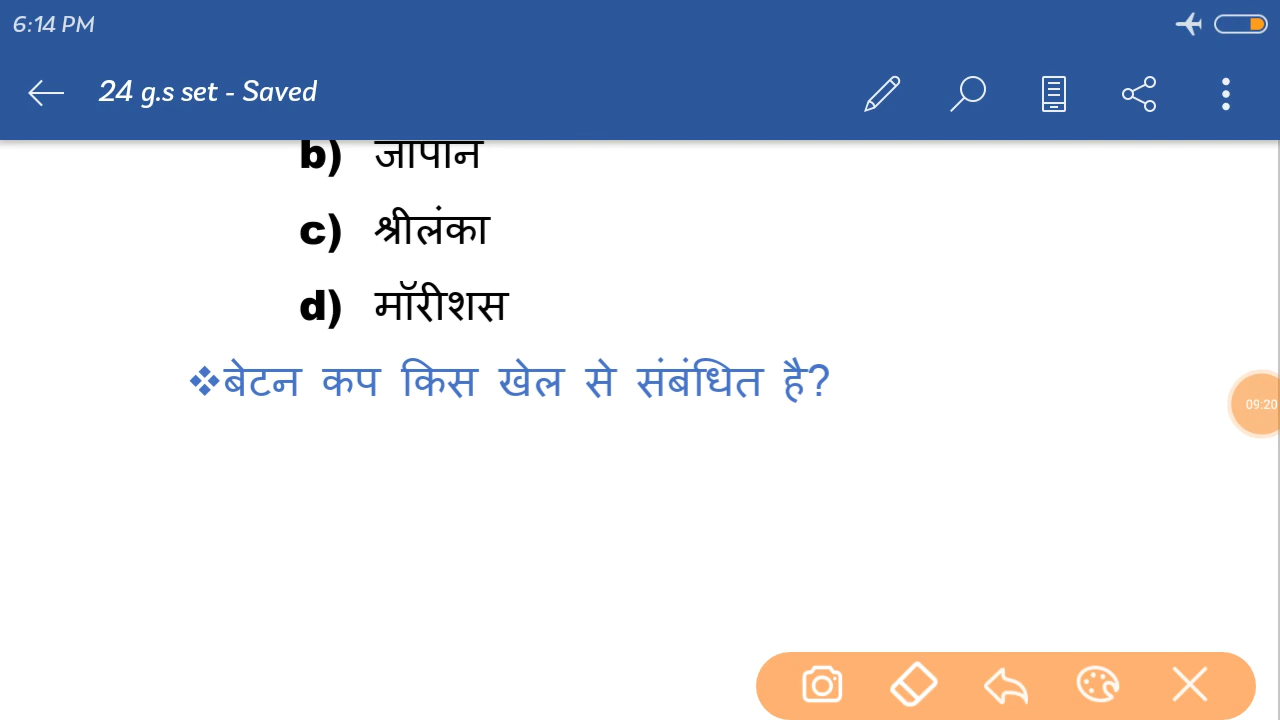 6:14 PM
24 g.s set - Saved
b) जापान
c) श्रीलंका
d) मॉरीशस
❖बेटन कप किस खेल से संबंधित है?
09:20